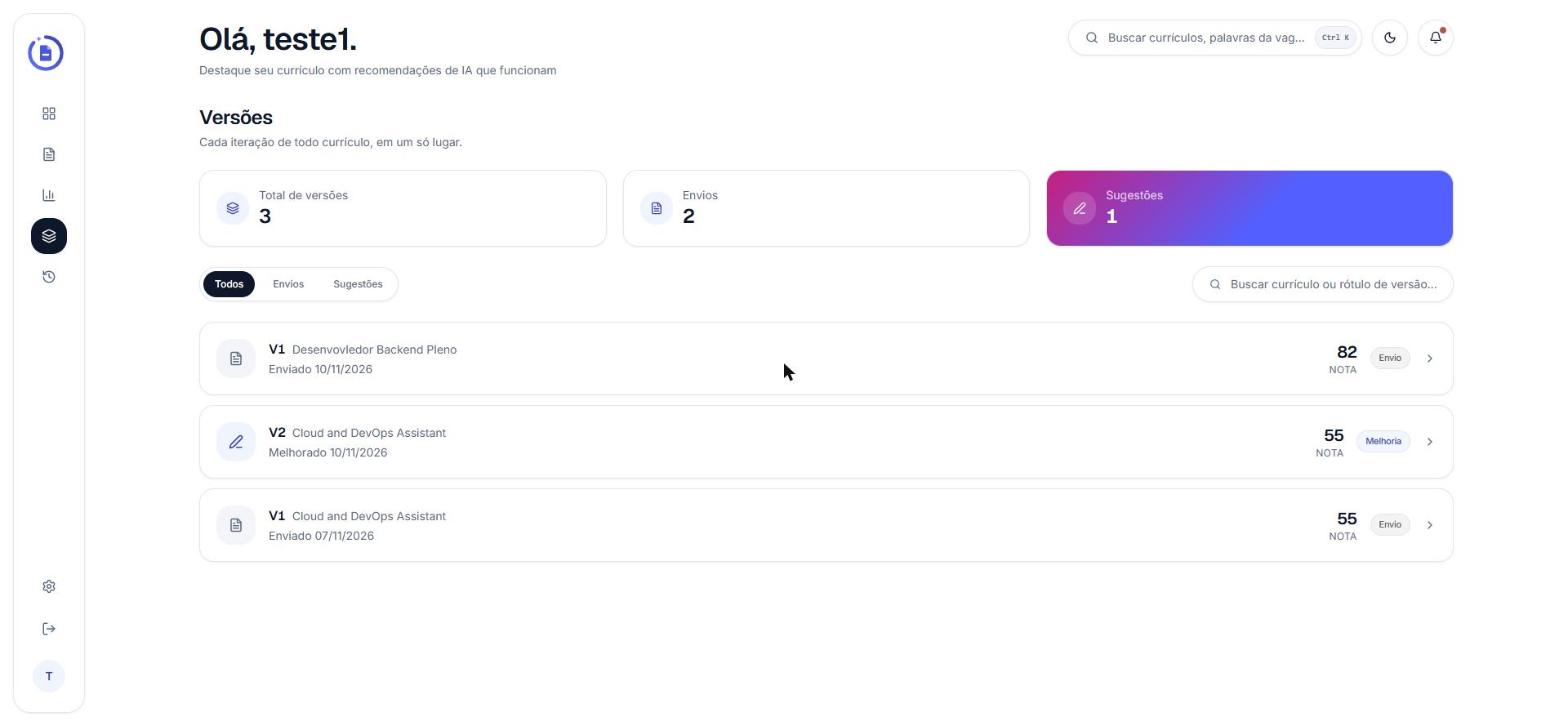 Olá, teste1.
Destaque seu currículo com recomendações de IA que funcionam
Buscar currículos, palavras da vag...
Ctrl K
Versões
Cada iteração de todo currículo, em um só lugar.
Total de versões
3
Envios
2
Sugestões
1
Todos
Envios
Sugestões
Buscar currículo ou rótulo de versão...
V1 Desenvovledor Backend Pleno
Enviado 10/11/2026
82
NOTA
Envio
V2 Cloud and DevOps Assistant
Melhorado 10/11/2026
55
NOTA
Melhoria
V1 Cloud and DevOps Assistant
Enviado 07/11/2026
55
NOTA
Envio
T